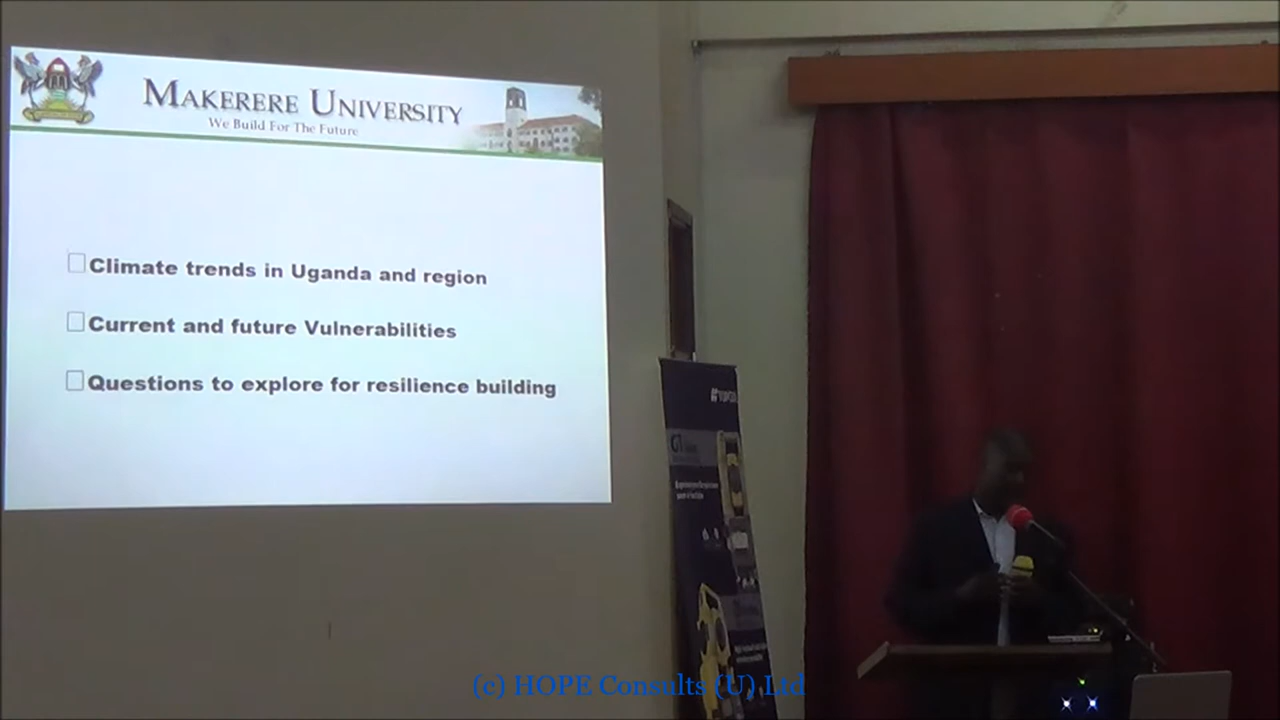 MAKERERE UNIVERSITY
We Build For The Future
Climate trends in Uganda and region
Current and future Vulnerabilities
Questions to explore for resilience building
(c) HOPE Consults (U) Ltd